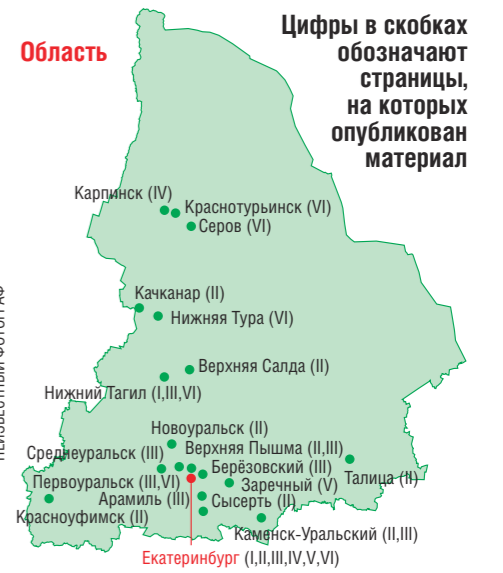 Область
Цифры в скобках
обозначают
страницы,
на которых
опубликован
материал
Карпинск (IV)
Краснотурьинск (VI)
Серов (VI)
Качканар (II)
Нижняя Тура (VI)
Верхняя Салда (II)
Нижний Тагил (I,III,VI)
Новоуральск (II)
Среднеуральск (III)
Верхняя Пышма (II,III)
Берёзовский (III)
Талица (II)
Первоуральск (III,VI)
Заречный (V)
Арамиль (III)
Сысерть (II)
Красноуфимск (II)
Каменск-Уральский (II,III)
Екатеринбург (I,II,III,IV,V,VI)